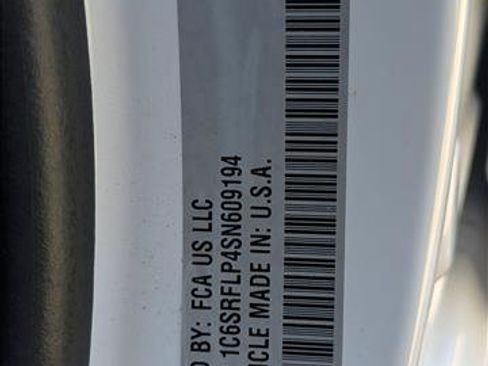 D BY: FCA US LLC
1C6SRFLP4SN609194
ICLE MADE IN: U.S.A.